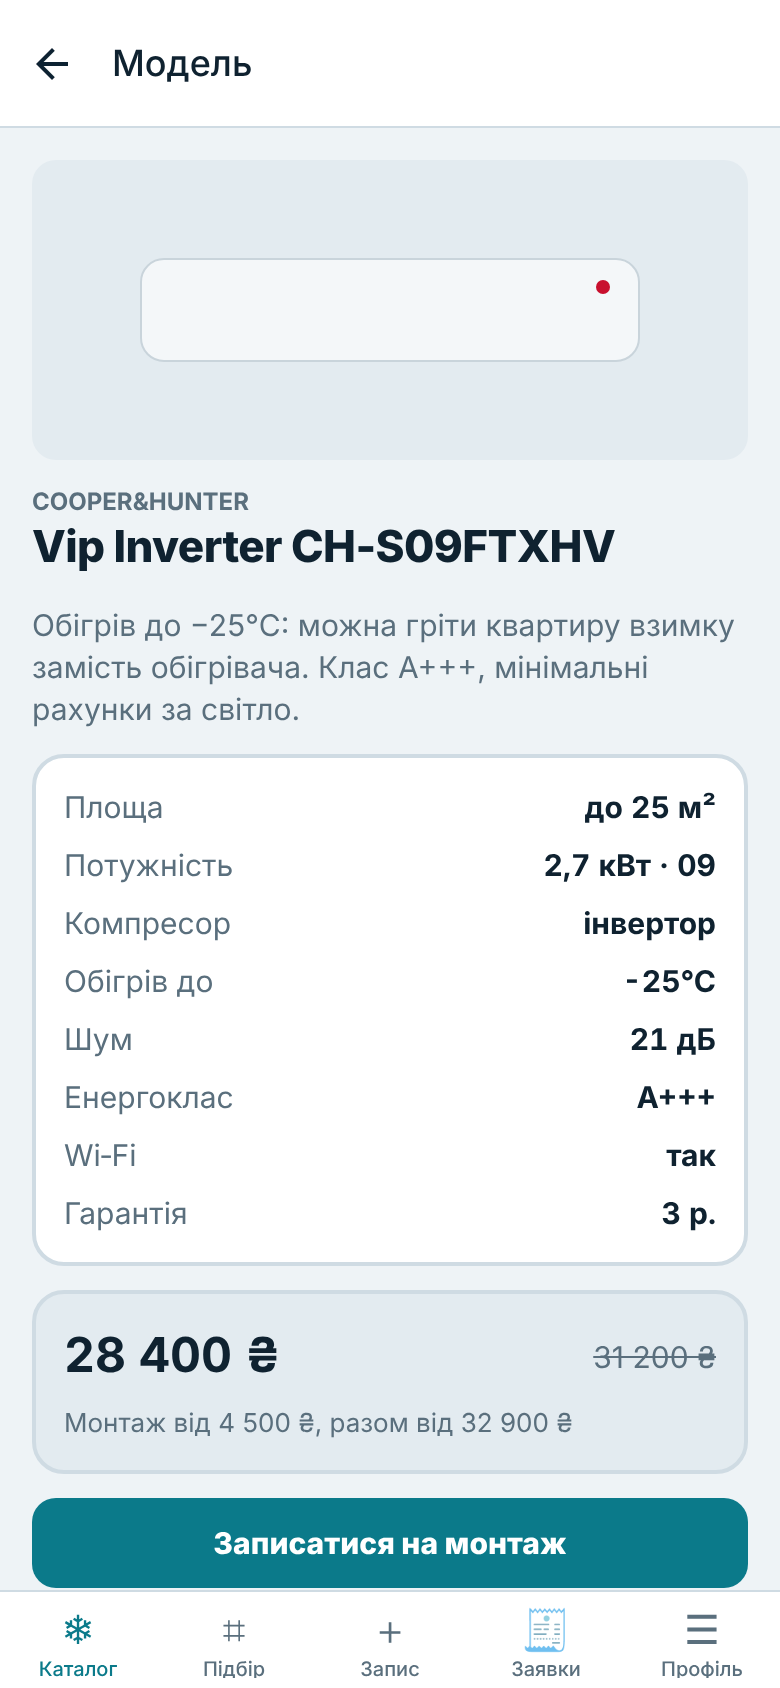 Модель
COOPER&HUNTER
Vip Inverter CH-S09FTXHV
Обігрів до −25°C: можна гріти квартиру взимку
замість обігрівача. Клас A+++, мінімальні
рахунки за світло.
Площа до 25 м²
Потужність 2,7 кВт · 09
Компресор інвертор
Обігрів до -25°C
Шум 21 дБ
Енергоклас A+++
Wi-Fi так
Гарантія 3 р.
28 400 ₴ 31 200 ₴
Монтаж від 4 500 ₴, разом від 32 900 ₴
Записатися на монтаж
Каталог Підбір Запис Заявки Профіль